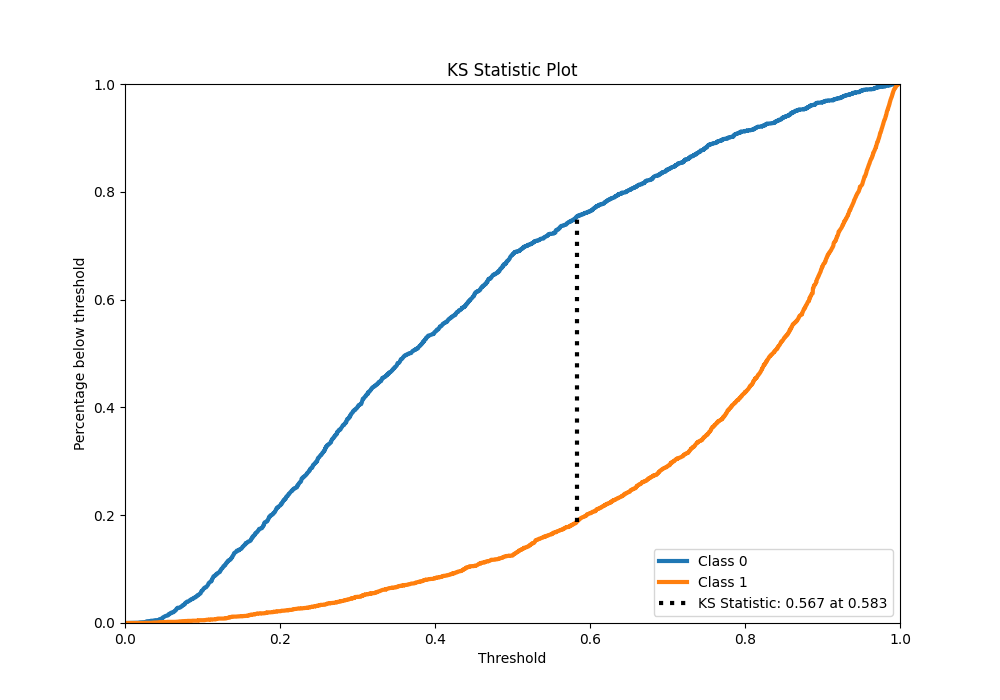 KS Statistic Plot
1.0
0.8
0.6
0.4
0.2
0.0
Percentage below threshold
0.0 0.2 0.4 0.6 0.8 1.0
Threshold
Class 0
Class 1
KS Statistic: 0.567 at 0.583